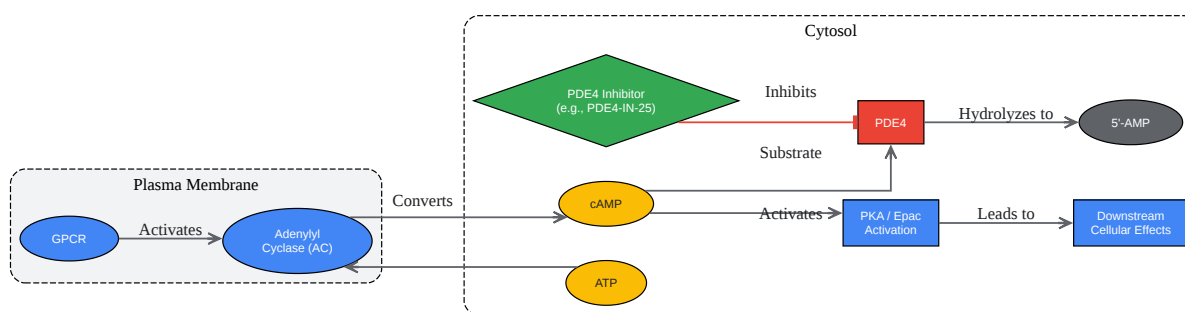 Cytosol
PDE4 Inhibitor
(e.g., PDE4-IN-25)
Inhibits
PDE4
Hydrolyzes to
5'-AMP
Substrate
Plasma Membrane
Converts
cAMP
Activates
PKA / Epac
Activation
Leads to
Downstream
Cellular Effects
GPCR
Activates
Adenylyl
Cyclase (AC)
ATP